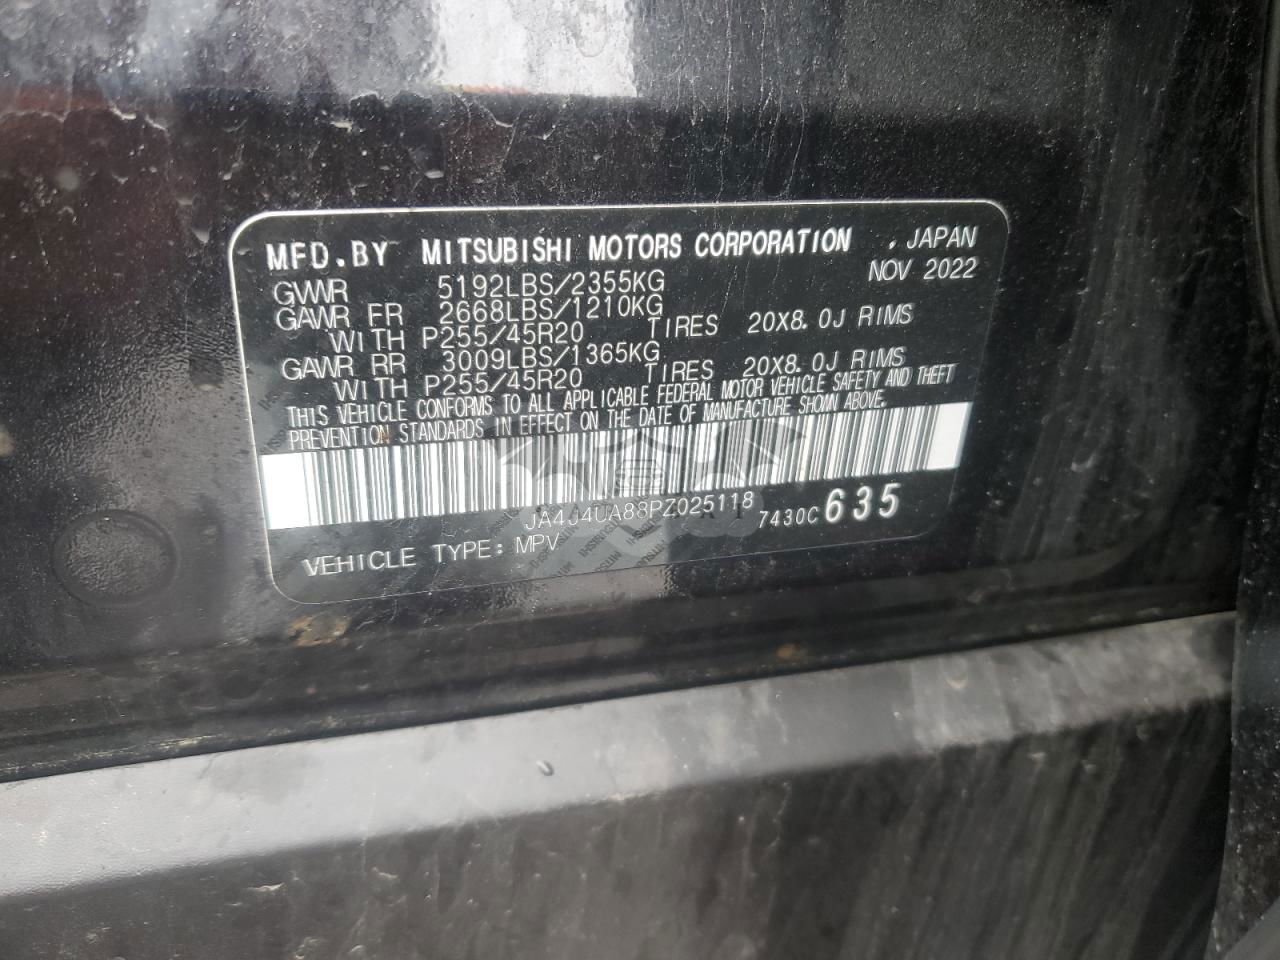 MFD.BY MITSUBISHI MOTORS CORPORATION , JAPAN
NOV 2022
GVWR 5192LBS/2355KG
GAWR FR 2668LBS/1210KG
WITH P255/45R20 TIRES 20X8.0J RIMS
GAWR RR 3009LBS/1365KG
WITH P255/45R20 TIRES 20X8.0J RIMS
THIS VEHICLE CONFORMS TO ALL APPLICABLE FEDERAL MOTOR VEHICLE SAFETY AND THEFT
PREVENTION STANDARDS IN EFFECT ON THE DATE OF MANUFACTURE SHOWN ABOVE.
JA4J4UA88PZ025118 7430C 635
VEHICLE TYPE: MPV